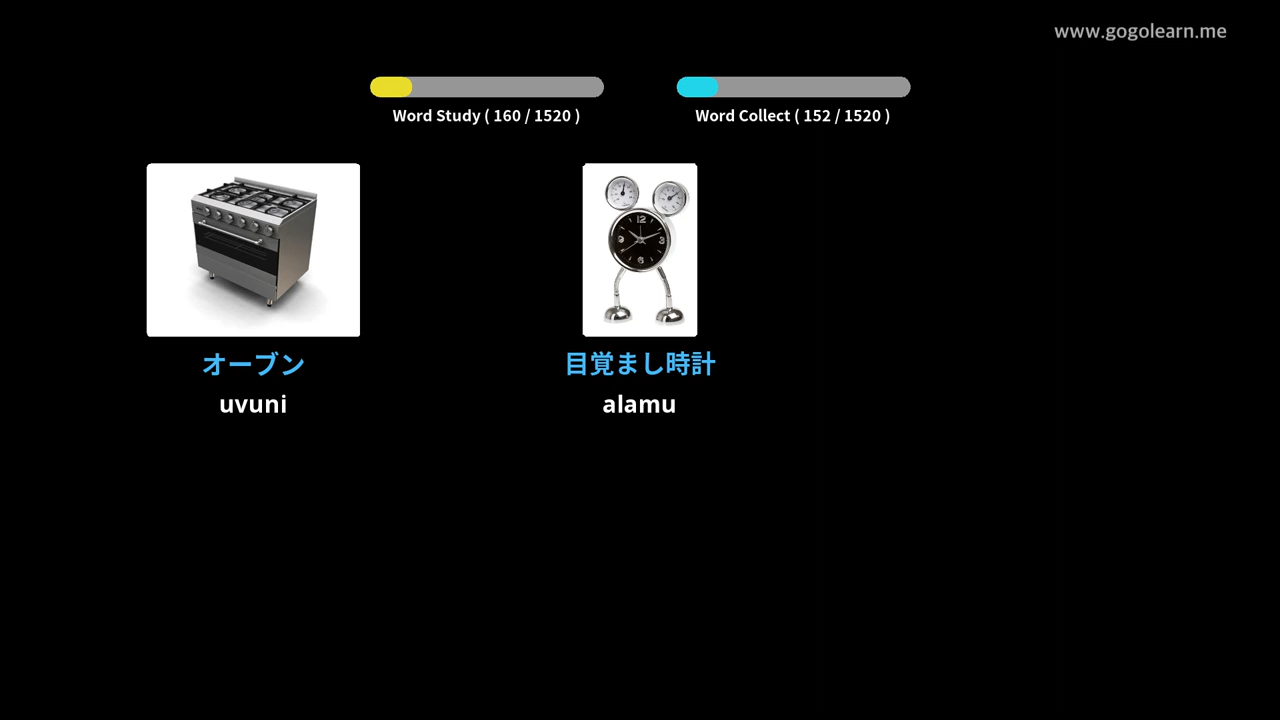 www.gogolearn.me
Word Study ( 160 / 1520 )
Word Collect ( 152 / 1520 )
オーブン
uvuni
目覚まし時計
alamu